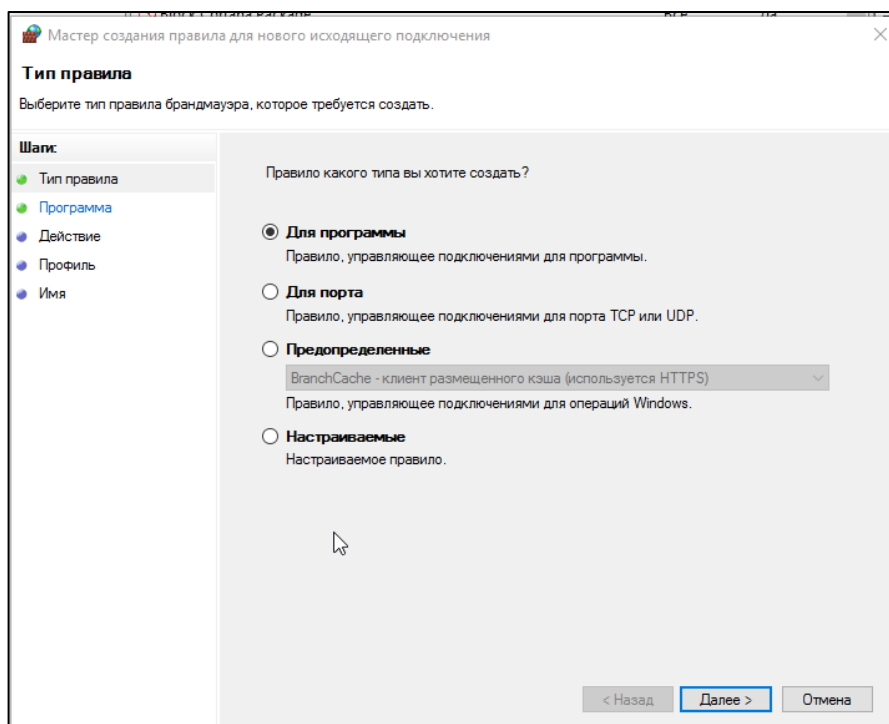 Мастер создания правила для нового исходящего подключения
Тип правила
Выберите тип правила брандмауэра, которое требуется создать.
Шаги:
Тип правила
Программа
Действие
Профиль
Имя
Правило какого типа вы хотите создать?
Для программы
Правило, управляющее подключениями для программы.
Для порта
Правило, управляющее подключениями для порта TCP или UDP.
Предопределенные
BranchCache - клиент размещенного кэша (используется HTTPS)
Правило, управляющее подключениями для операций Windows.
Настраиваемые
Настраиваемое правило.
< Назад
Далее >
Отмена